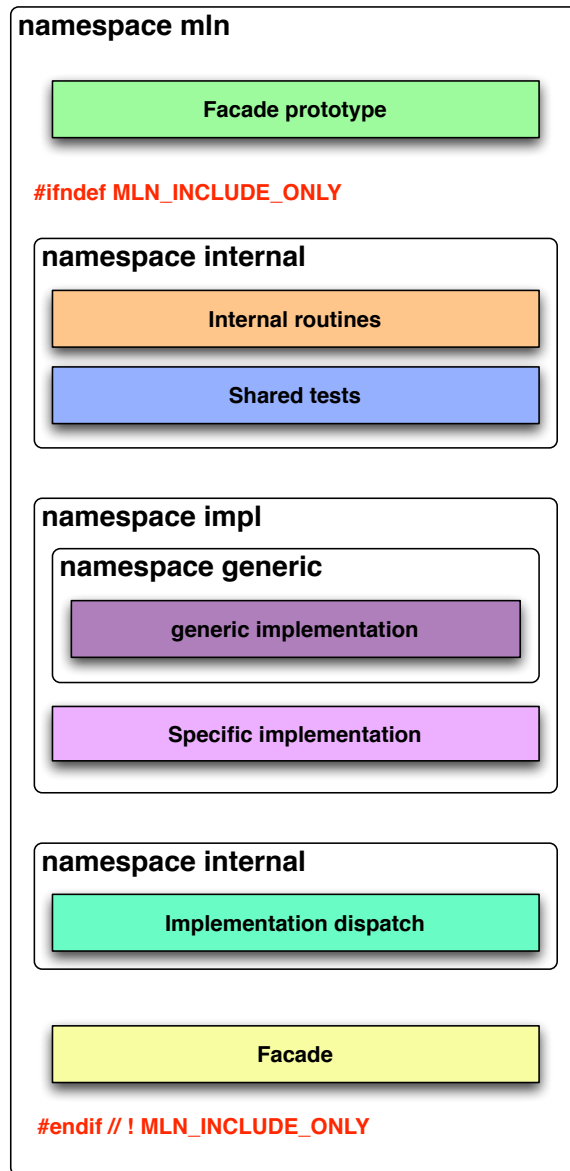 namespace mln
Facade prototype
#ifndef MLN_INCLUDE_ONLY
namespace internal
Internal routines
Shared tests
namespace impl
namespace generic
generic implementation
Specific implementation
namespace internal
Implementation dispatch
Facade
#endif // ! MLN_INCLUDE_ONLY